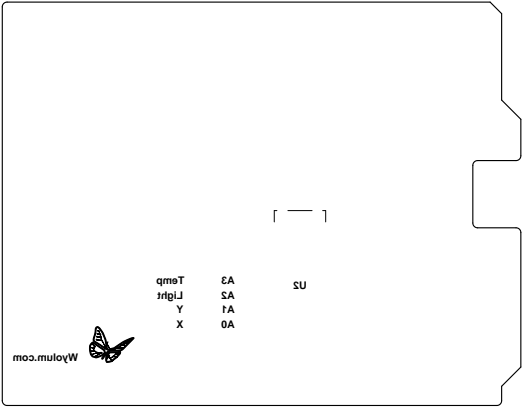 A3 Temp
U2
A2 Light
A1 Y
A0 X
Wyolum.com